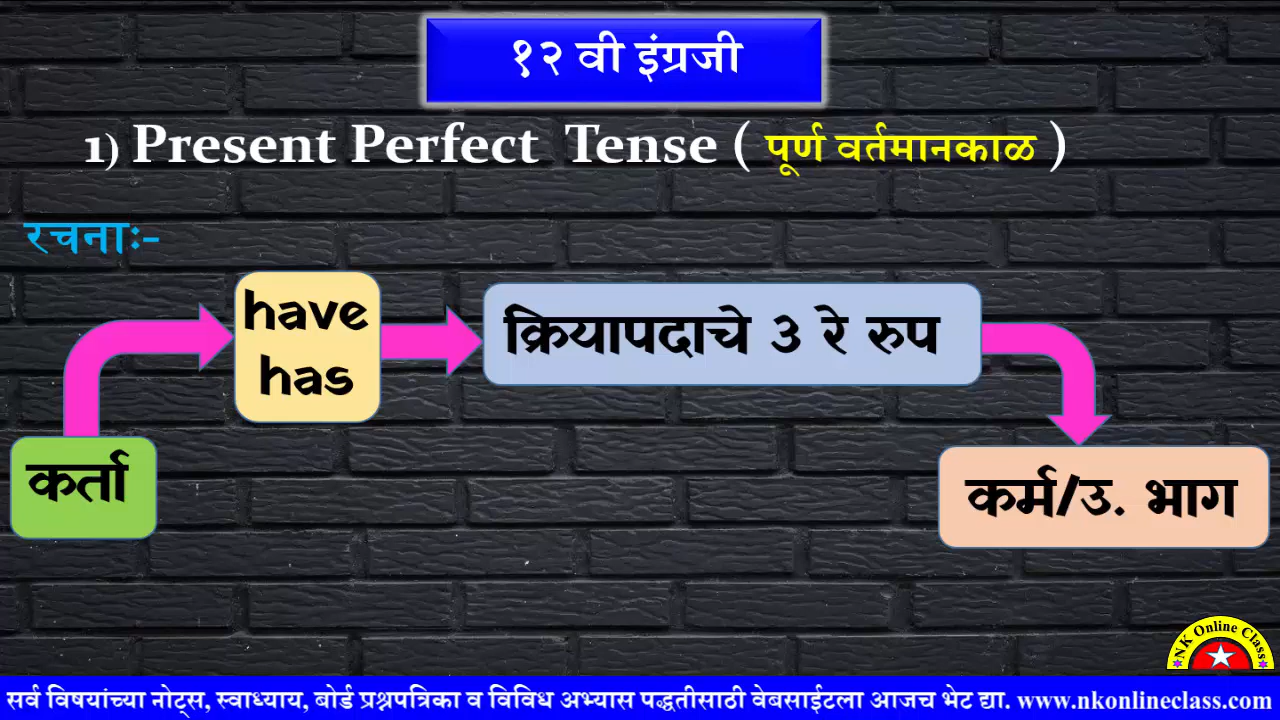 १२ वी इंग्रजी
1) Present Perfect Tense ( पूर्ण वर्तमानकाळ )
रचनाः-
have
has
क्रियापदाचे ३ रे रुप
कर्ता
कर्म/उ. भाग
NK Online Class
सर्व विषयांच्या नोट्स, स्वाध्याय, बोर्ड प्रश्नपत्रिका व विविध अभ्यास पद्धतीसाठी वेबसाईटला आजच भेट द्या. www.nkonlineclass.com